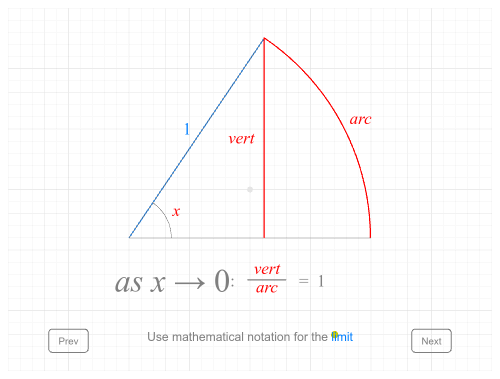 1
vert
arc
x
as x → 0: vert/arc = 1
Prev
Use mathematical notation for the limit
Next